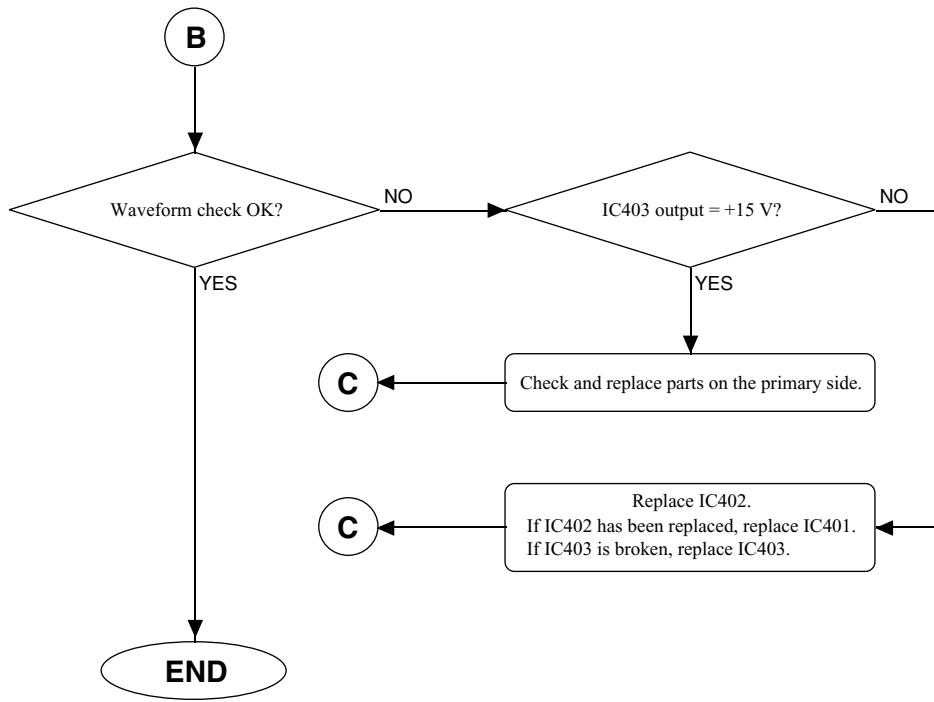 B
Waveform check OK?
NO
IC403 output = +15 V?
NO
YES
YES
C
Check and replace parts on the primary side.
C
Replace IC402.
If IC402 has been replaced, replace IC401.
If IC403 is broken, replace IC403.
END